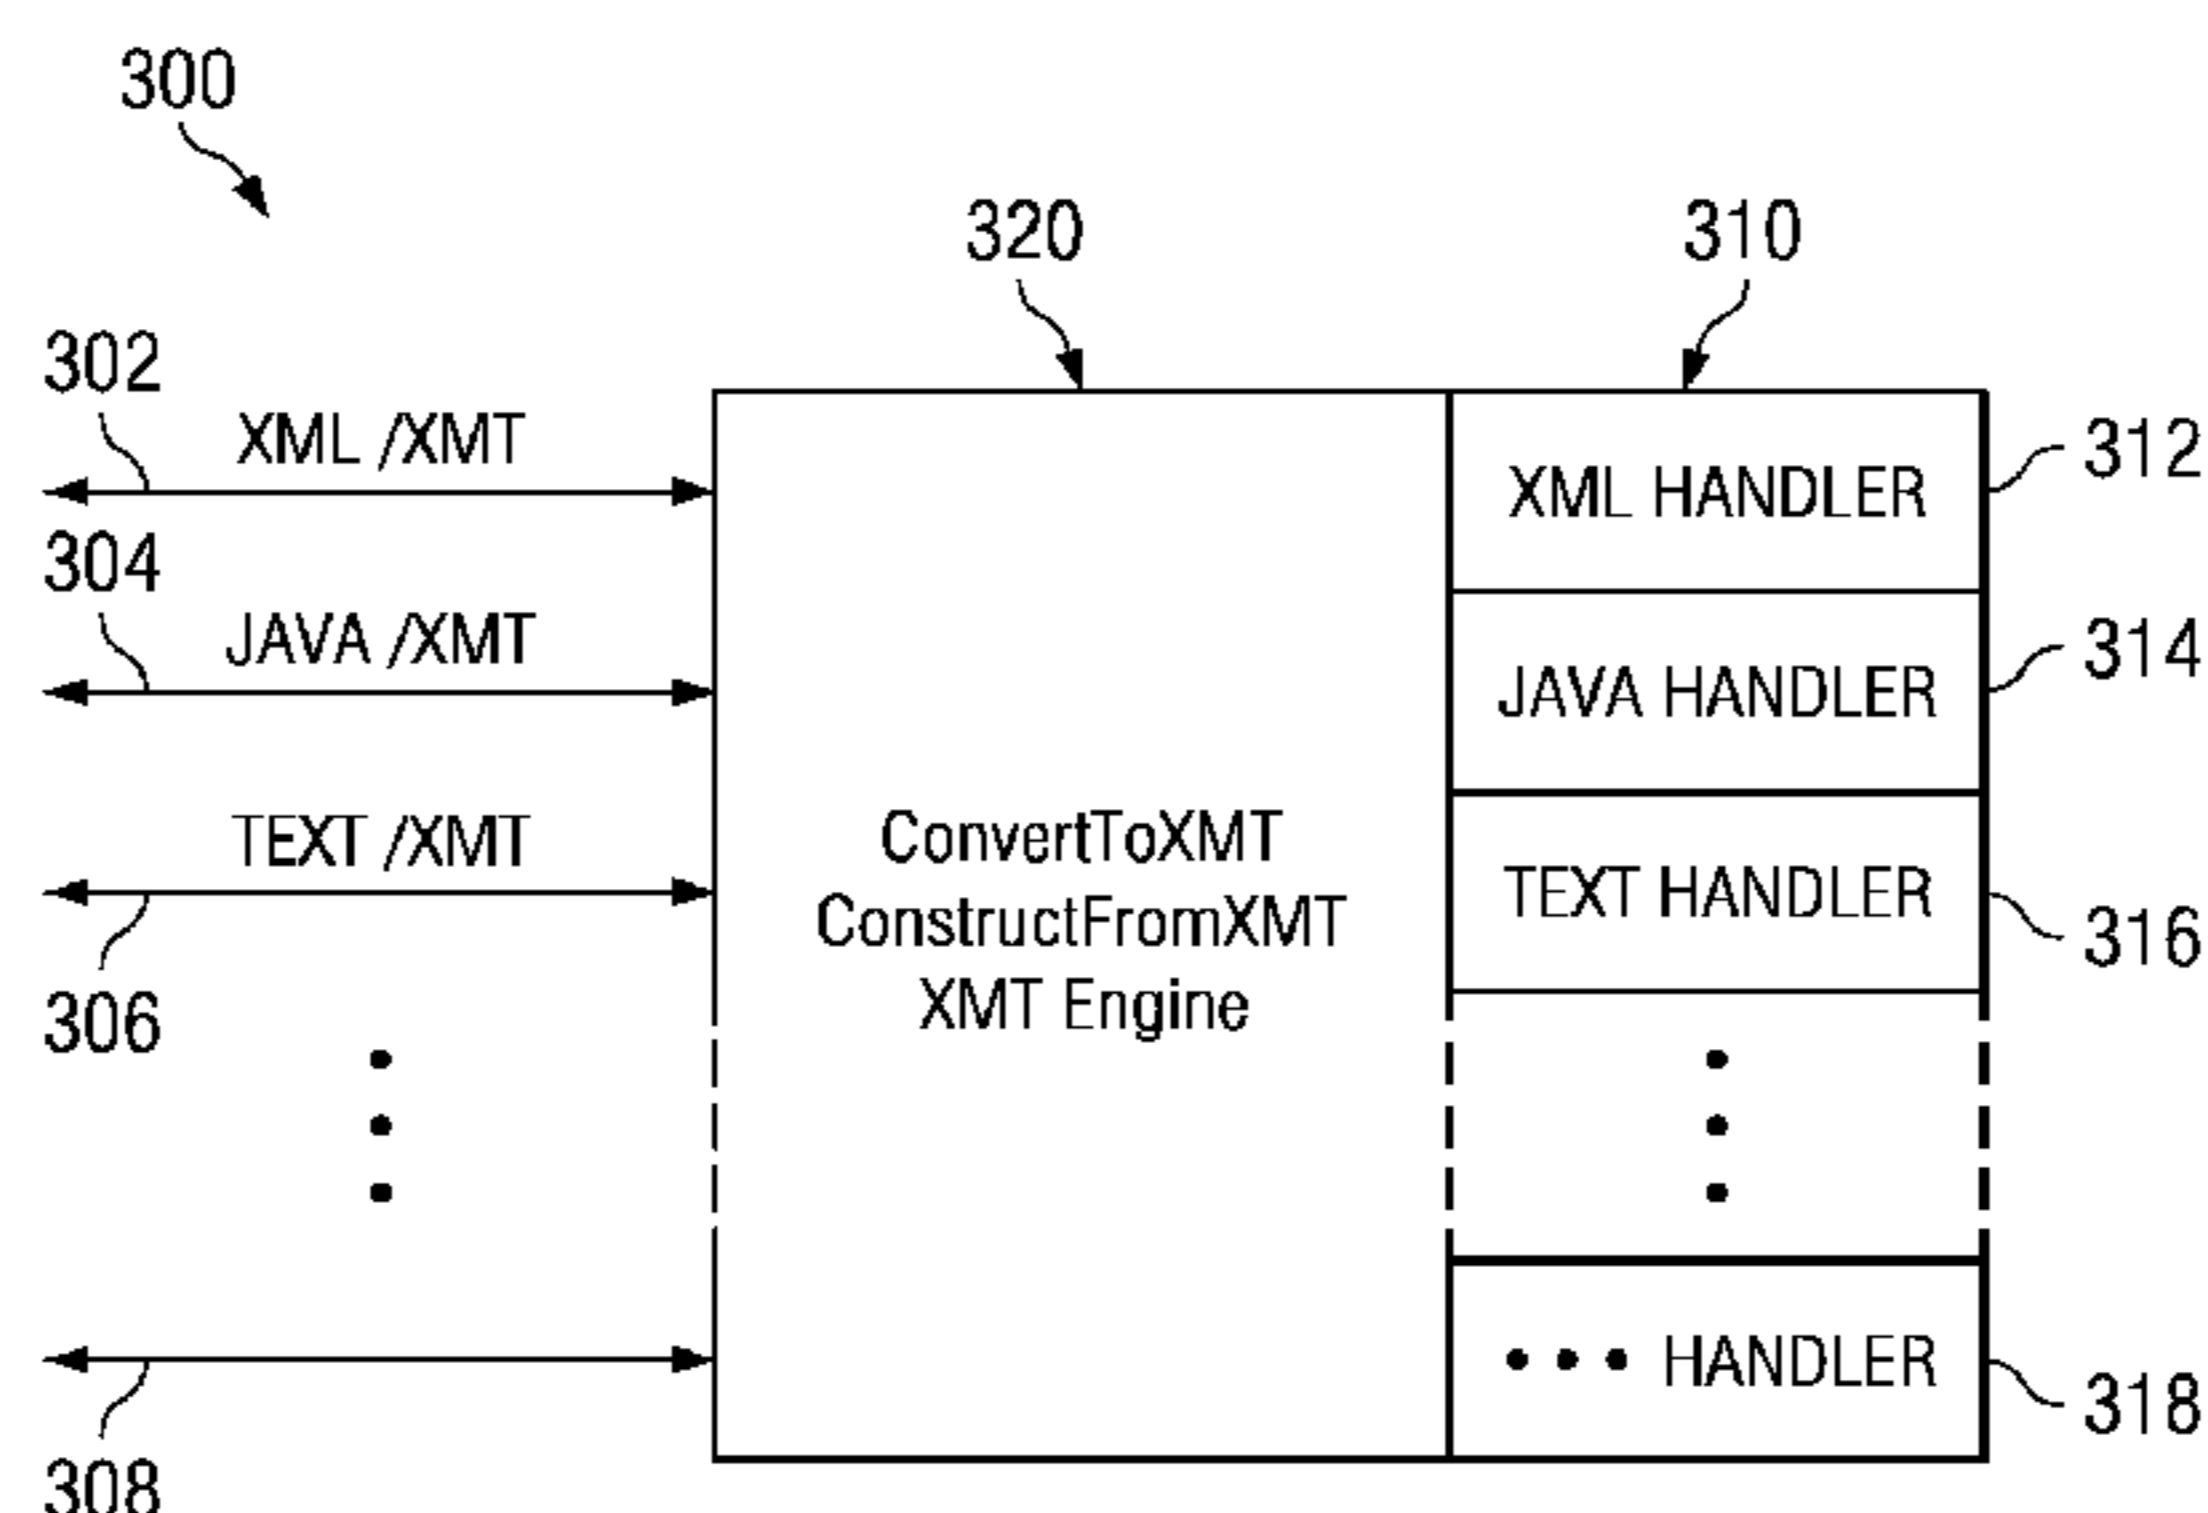 300
320
310
302
XML /XMT
XML HANDLER
312
304
JAVA /XMT
JAVA HANDLER
314
TEXT /XMT
TEXT HANDLER
316
306
ConvertToXMT
ConstructFromXMT
XMT Engine
••• HANDLER
318
308